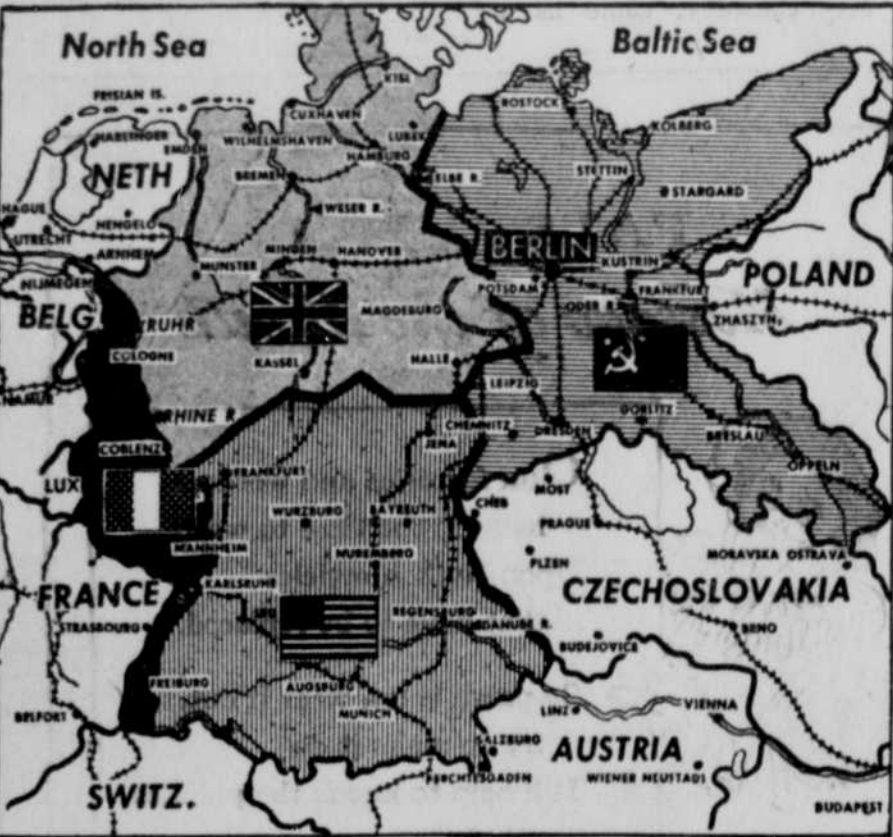 North Sea
Baltic Sea
FRISIAN IS.
KIEL
CUXHAVEN
ROSTOCK
HARLINGER
EMDEN
WILHELMSHAVEN
LUBEK
KOLBERG
HAMBURG
NETH
BREMEN
ELBE R.
STETTIN
STARGARD
HAGUE
WESER R.
HENGELO
UTRECHT
ARNHEM
MINDEN
HANOVER
BERLIN
KUSTRIN
MUNSTER
NIJMEGEN
POTSDAM
FRANKFURT
POLAND
ODER R.
BELG.
RUHR
MAGDEBURG
ZHASZYN
COLOGNE
KASSEL
HALLE
LEIPZIG
NAMUR
RHINE R.
GORLITZ
CHEMNITZ
DRESDEN
BRESLAU
JENA
COBLENZ
OPPELN
LUX
FRANKFURT
MOST
CHEB
WURZBURG
BAYREUTH
PRAGUE
MANNHEIM
NUREMBERG
PLZEN
MORAVSKA OSTRAVA
FRANCE
KARLSRUHE
CZECHOSLOVAKIA
REGENSBURG
STRASBOURG
DANUBE R.
BRNO
BUDEJOVICE
FREIBURG
AUGSBURG
MUNICH
LINZ
VIENNA
BELFORT
SALZBURG
AUSTRIA
BERCHTESGADEN
WIENER NEUSTADT
SWITZ.
BUDAPEST